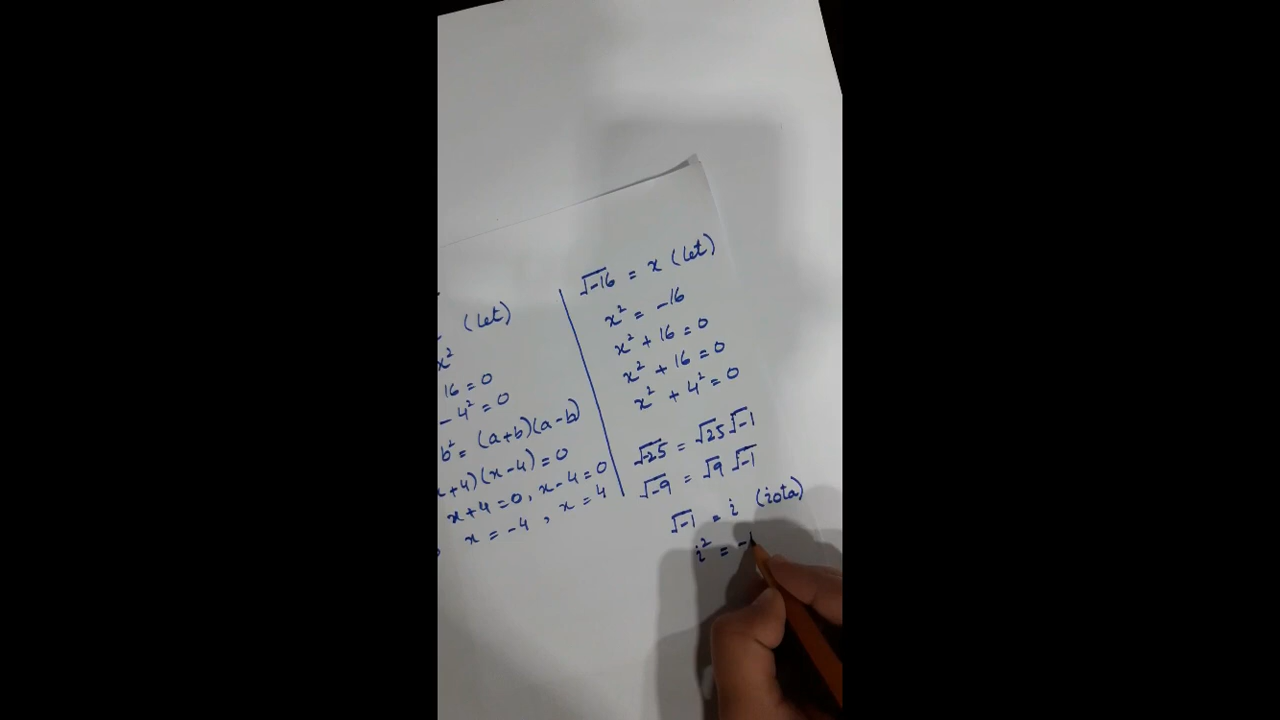 (let)
x²
16 = 0
- 4² = 0
b² = (a+b)(a-b)
x+4)(x-4) = 0
x+4 = 0, x-4 = 0
x = -4 , x = 4
√-16 = x (let)
x² = -16
x² + 16 = 0
x² + 16 = 0
x² + 4² = 0
√-25 = √25 √-1
√-9 = √9 √-1
√-1 = i (iota)
i² = -